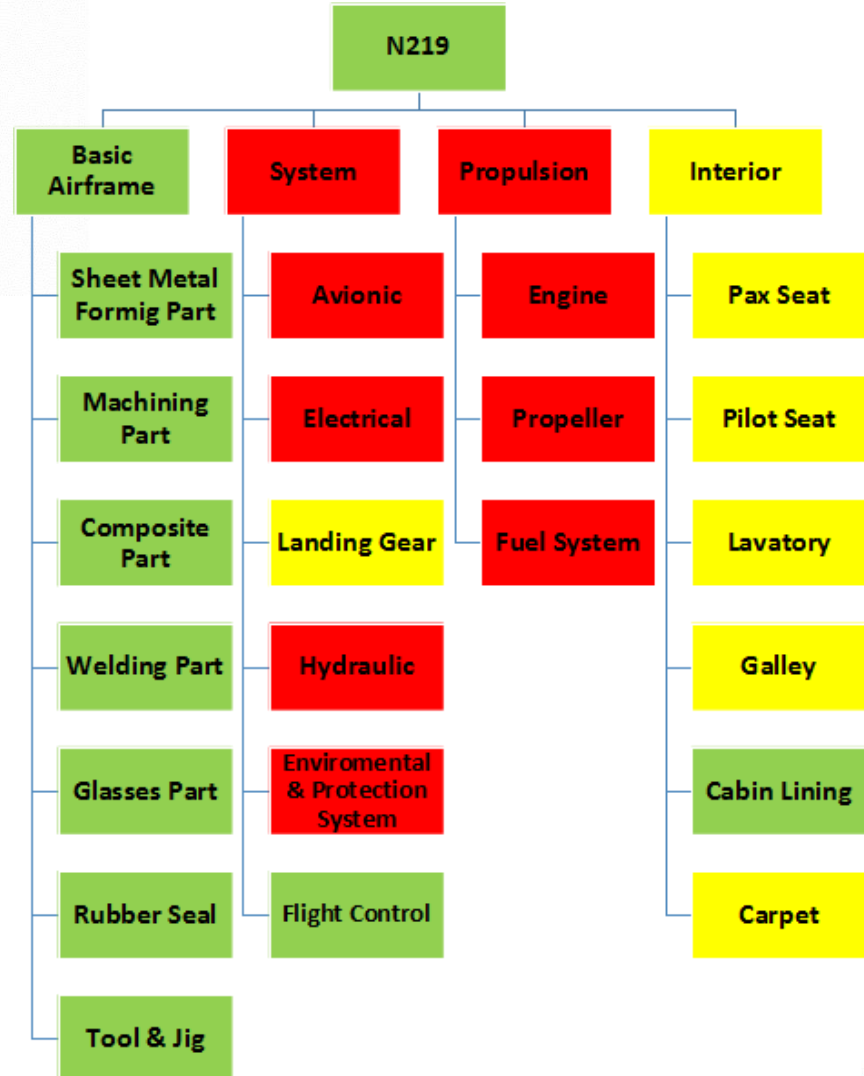 N219
Basic
Airframe
System
Propulsion
Interior
Sheet Metal
Formig Part
Machining
Part
Composite
Part
Welding Part
Glasses Part
Rubber Seal
Tool & Jig
Avionic
Electrical
Landing Gear
Hydraulic
Enviromental
& Protection
System
Flight Control
Engine
Propeller
Fuel System
Pax Seat
Pilot Seat
Lavatory
Galley
Cabin Lining
Carpet